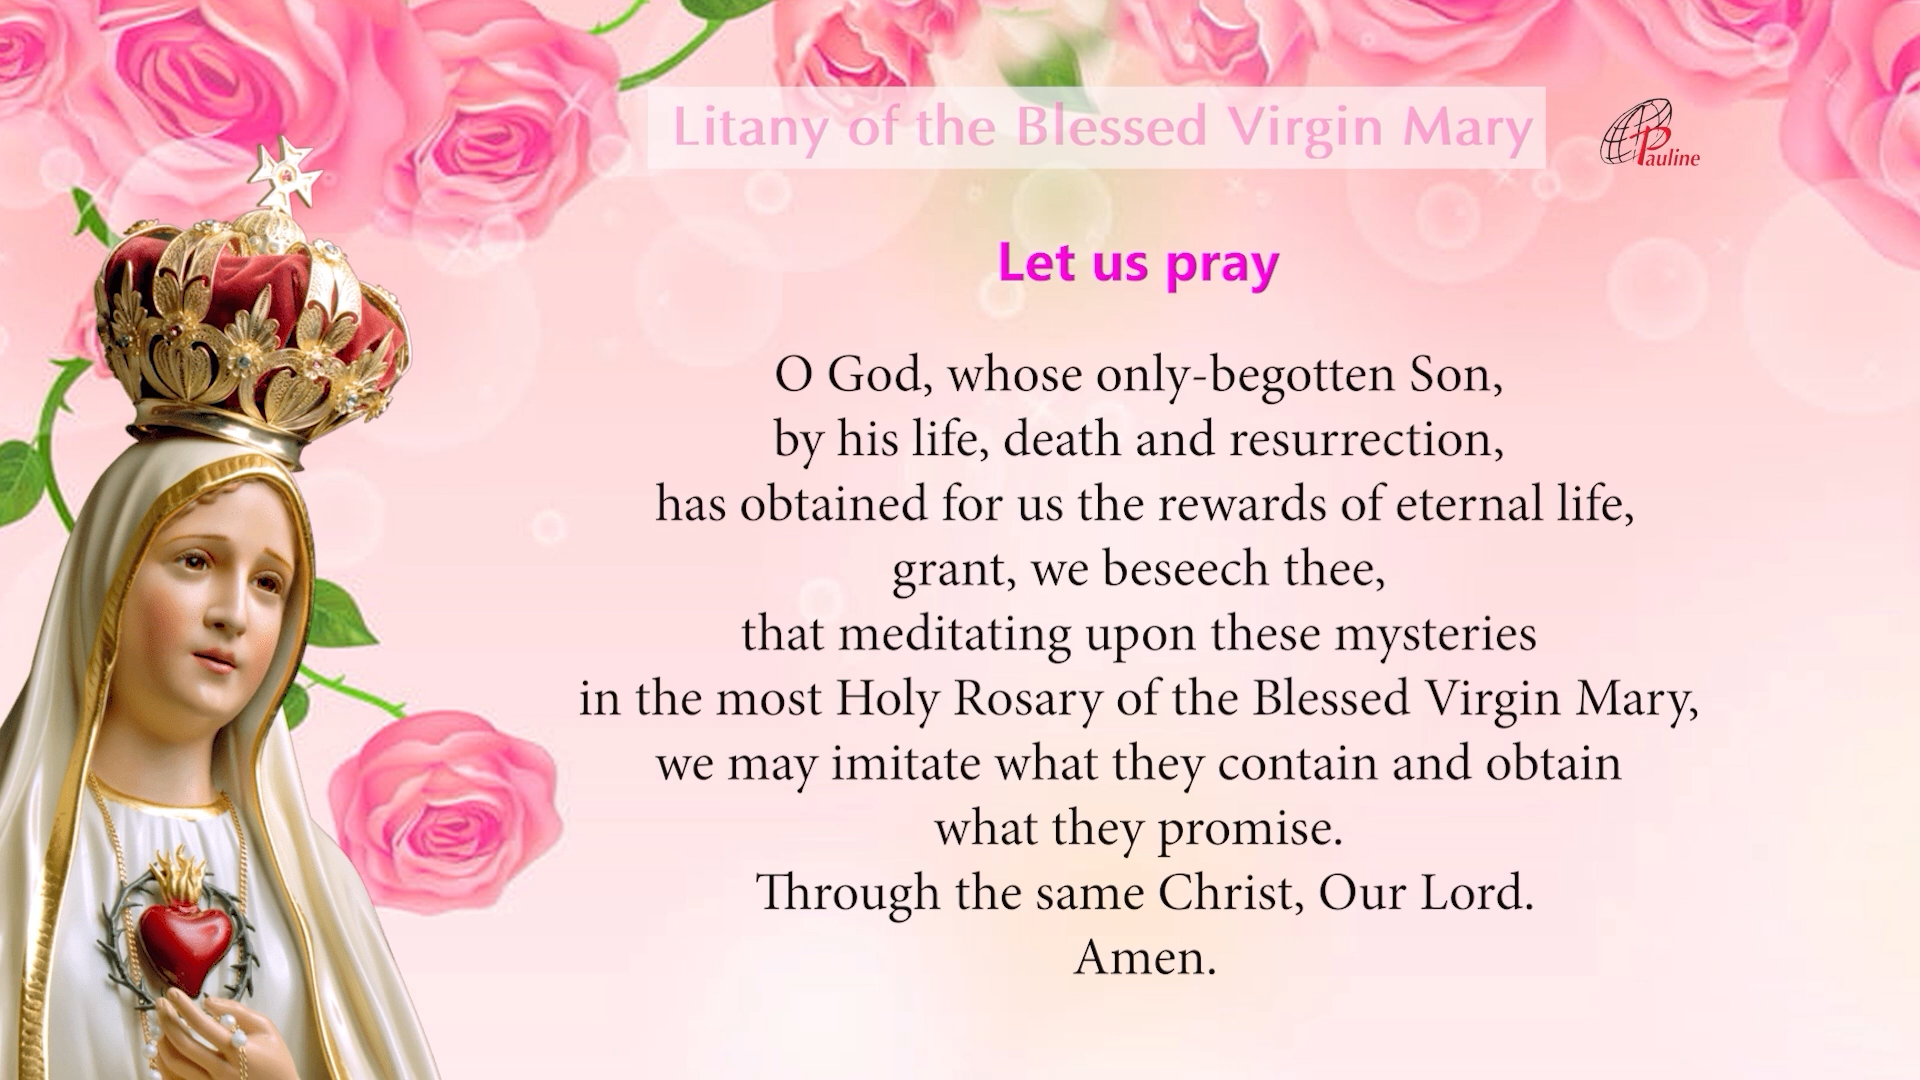 Litany of the Blessed Virgin Mary
Pauline
Let us pray
O God, whose only-begotten Son,
by his life, death and resurrection,
has obtained for us the rewards of eternal life,
grant, we beseech thee,
that meditating upon these mysteries
in the most Holy Rosary of the Blessed Virgin Mary,
we may imitate what they contain and obtain
what they promise.
Through the same Christ, Our Lord.
Amen.